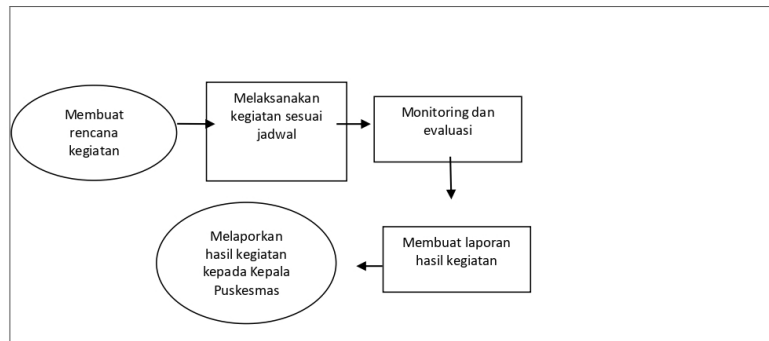 Membuat
rencana
kegiatan
Melaksanakan
kegiatan sesuai
jadwal
Monitoring dan
evaluasi
Membuat laporan
hasil kegiatan
Melaporkan
hasil kegiatan
kepada Kepala
Puskesmas